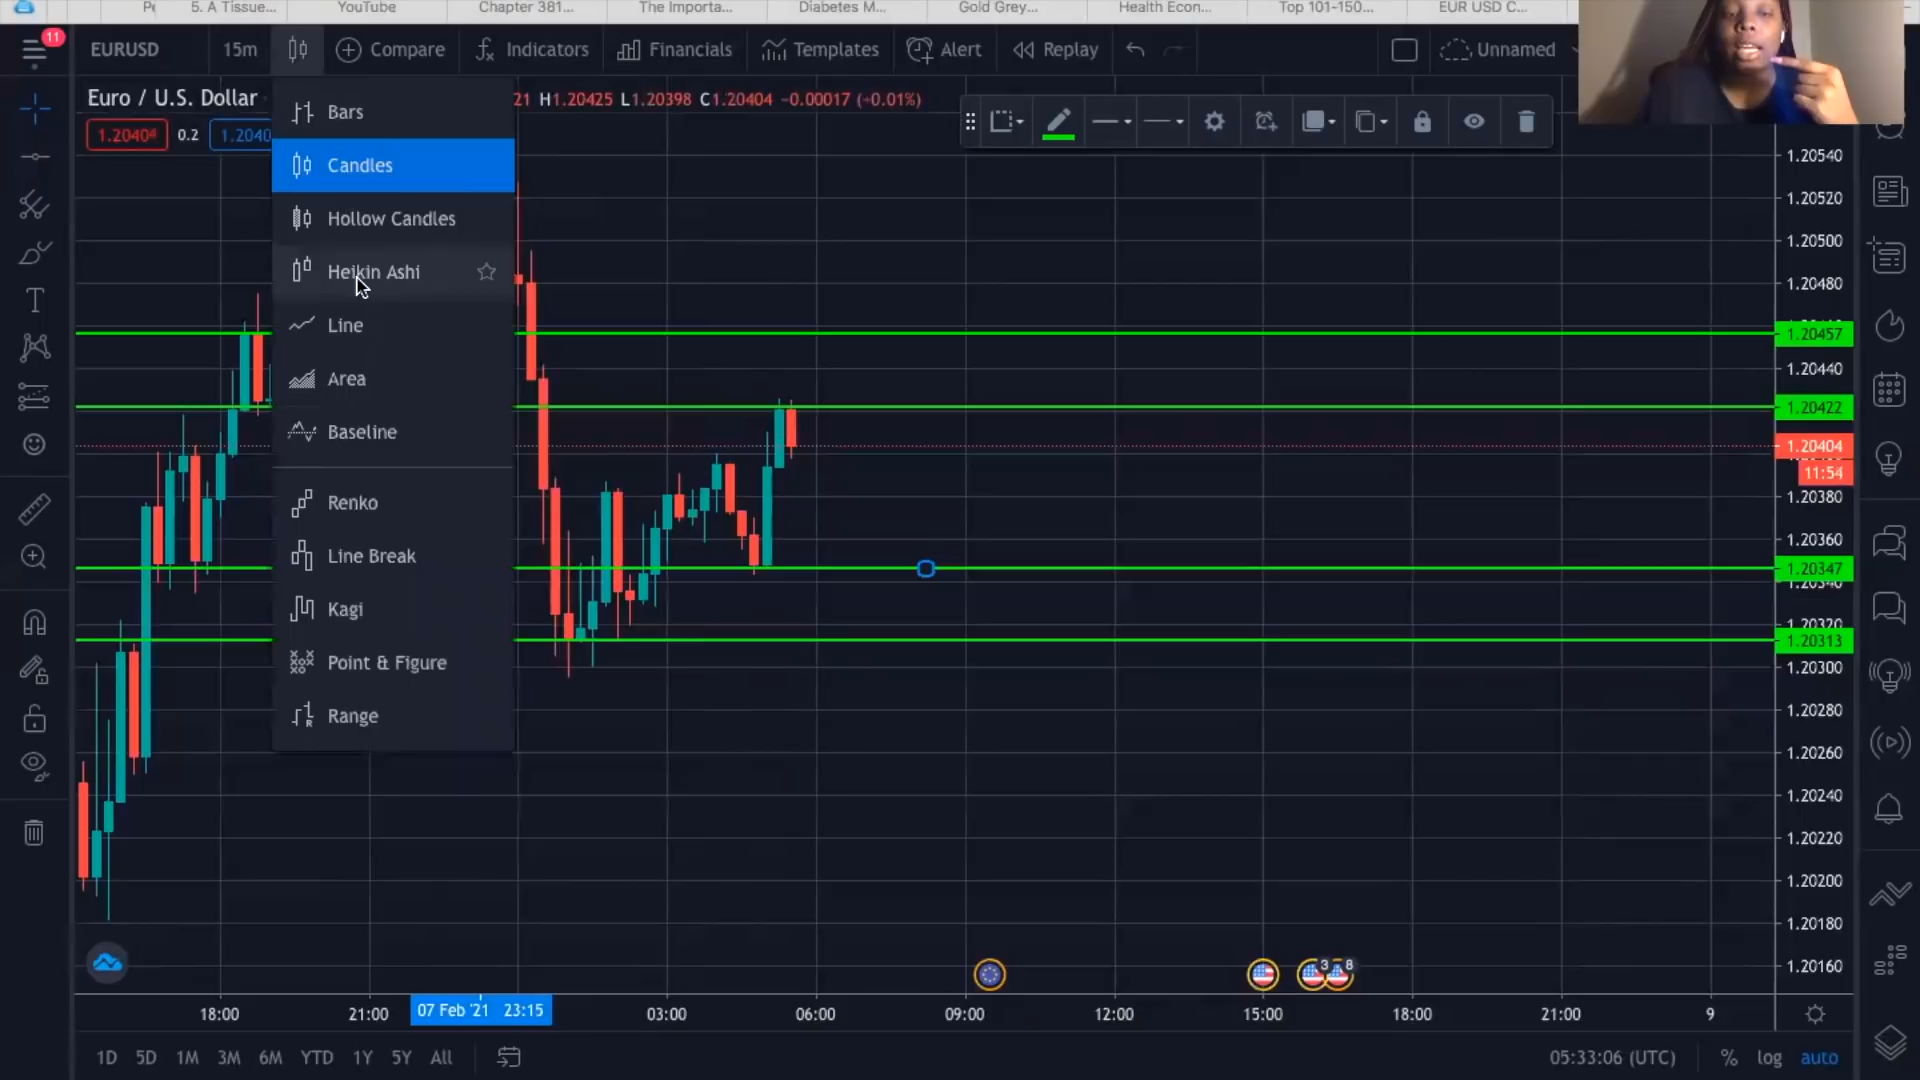 5. A Tissue...
YouTube
Chapter 381...
The Importa...
Diabetes M...
Gold Grey...
Health Econ...
Top 101-150...
EUR USD C...
11
EURUSD
15m
Compare
Indicators
Financials
Templates
Alert
Replay
Unnamed
Euro / U.S. Dollar
21 H1.20425 L1.20398 C1.20404 −0.00017 (−0.01%)
1.20404
0.2
1.2040
Bars
Candles
Hollow Candles
Heikin Ashi
Line
Area
Baseline
Renko
Line Break
Kagi
Point & Figure
Range
1.20540
1.20520
1.20500
1.20480
1.20457
1.20440
1.20422
1.20404
11:54
1.20380
1.20360
1.20347
1.20340
1.20320
1.20313
1.20300
1.20280
1.20260
1.20240
1.20220
1.20200
1.20180
1.20160
3
8
18:00
21:00
07 Feb '21 23:15
03:00
06:00
09:00
12:00
15:00
18:00
21:00
9
1D
5D
1M
3M
6M
YTD
1Y
5Y
All
05:33:06 (UTC)
%
log
auto